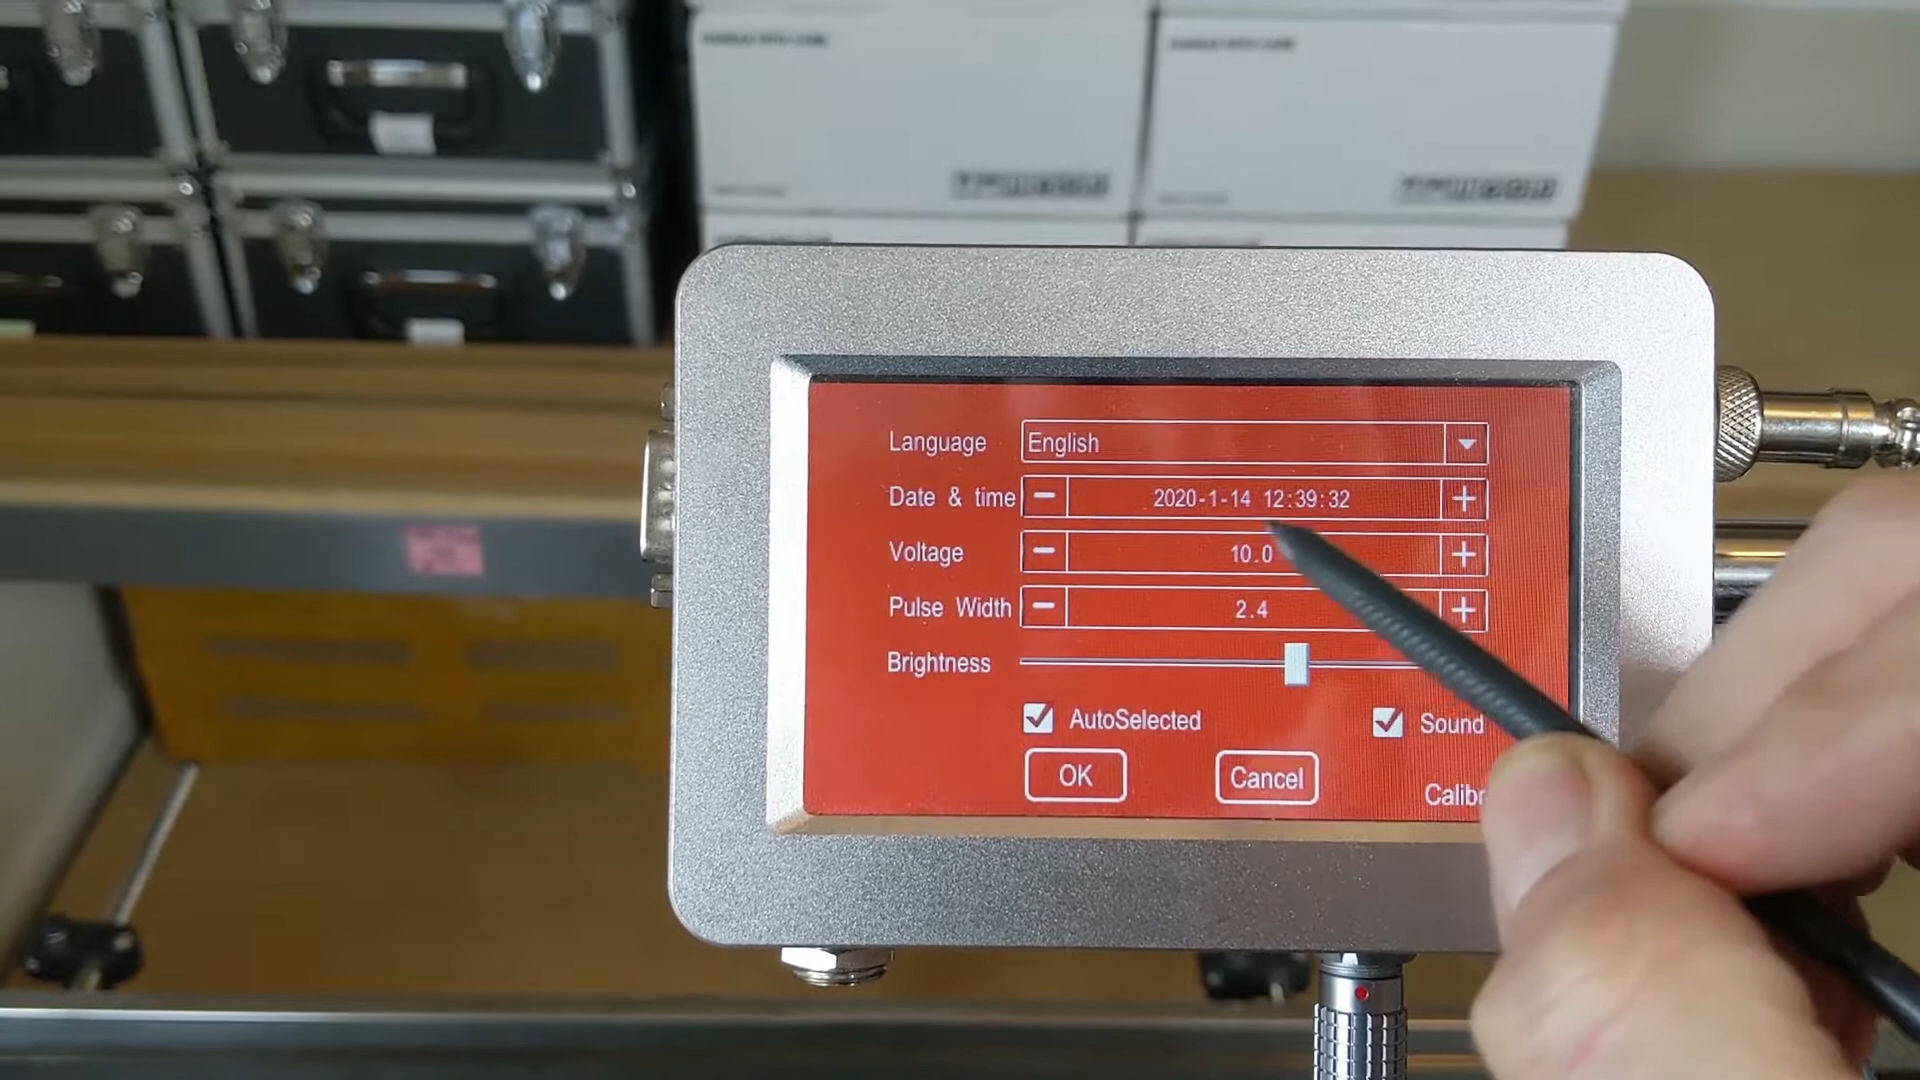 Language English
Date & time − 2020-1-14 12:39:32 +
Voltage − 10.0 +
Pulse Width − 2.4 +
Brightness
AutoSelected Sound
OK Cancel Calibr